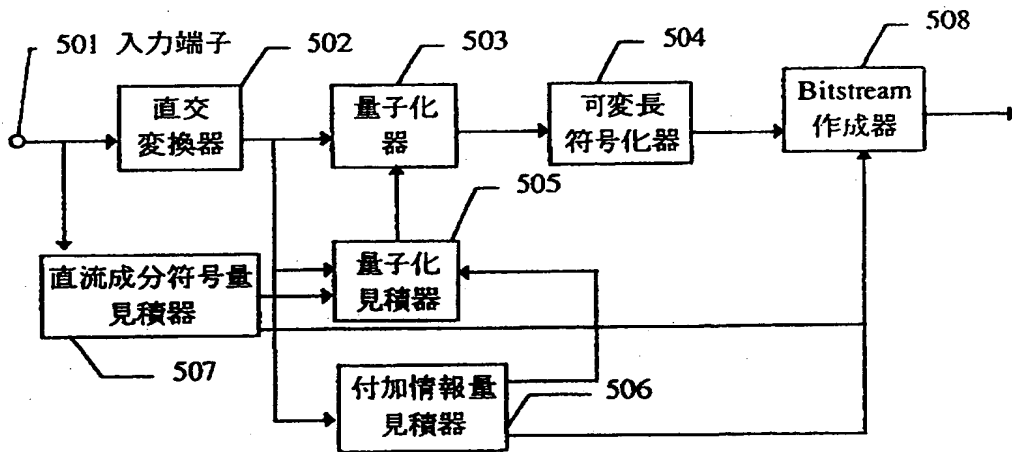 501 入力端子
502
503
504
508
直交
変換器
量子化
器
可変長
符号化器
Bitstream
作成器
505
直流成分符号量
見積器
量子化
見積器
507
付加情報量
見積器
506